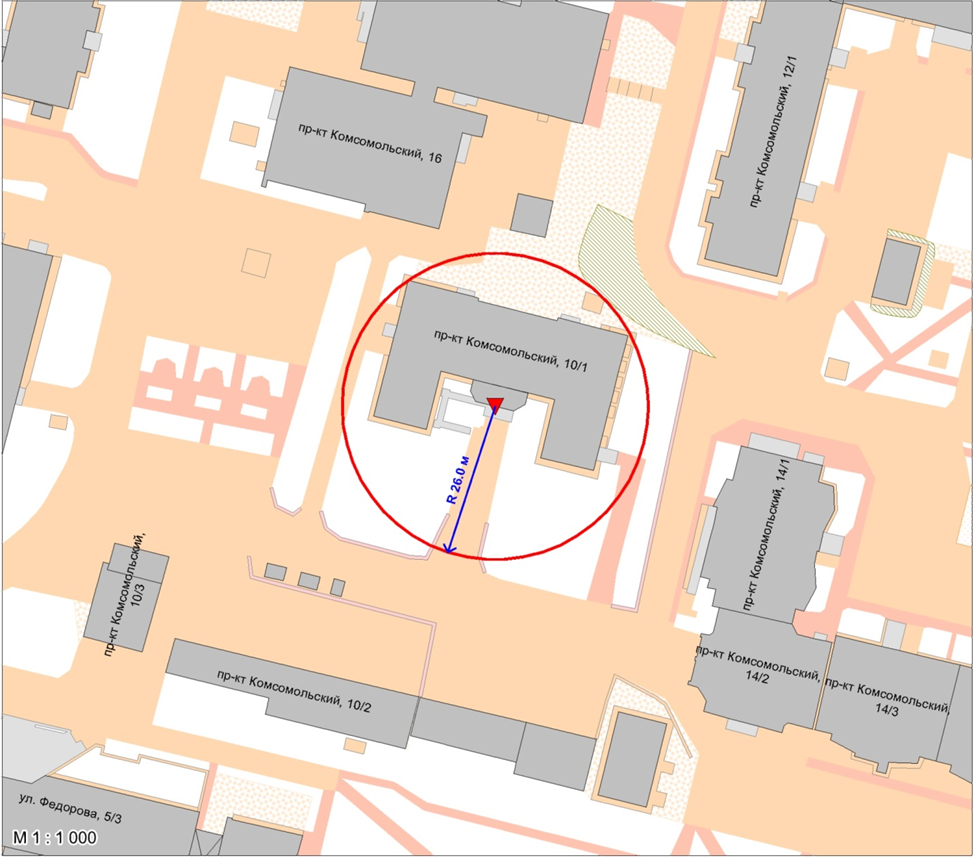 пр-кт Комсомольский, 12/1
пр-кт Комсомольский, 16
пр-кт Комсомольский, 10/1
R 26.0 м
пр-кт Комсомольский, 14/1
пр-кт Комсомольский,
10/3
пр-кт Комсомольский,
14/2
пр-кт Комсомольский,
14/3
пр-кт Комсомольский, 10/2
ул. Федорова, 5/3
М 1 : 1 000